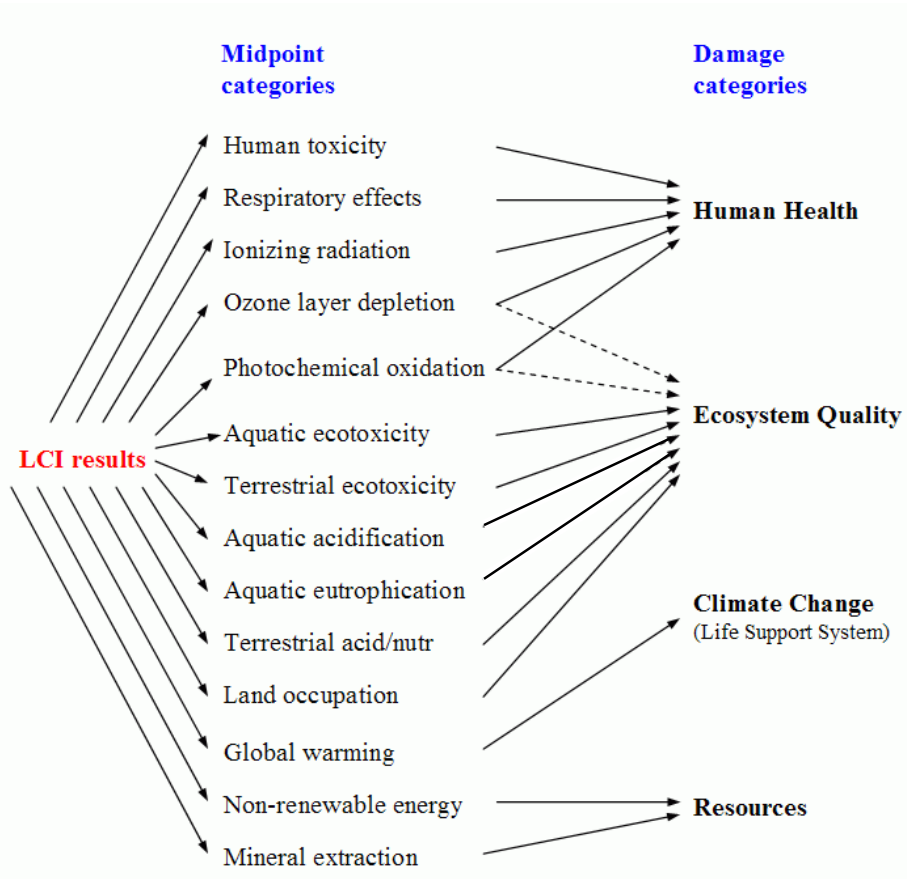 Midpoint
categories
Damage
categories
Human toxicity
Respiratory effects
Human Health
Ionizing radiation
Ozone layer depletion
Photochemical oxidation
Ecosystem Quality
Aquatic ecotoxicity
LCI results
Terrestrial ecotoxicity
Aquatic acidification
Aquatic eutrophication
Climate Change
(Life Support System)
Terrestrial acid/nutr
Land occupation
Global warming
Non-renewable energy
Resources
Mineral extraction